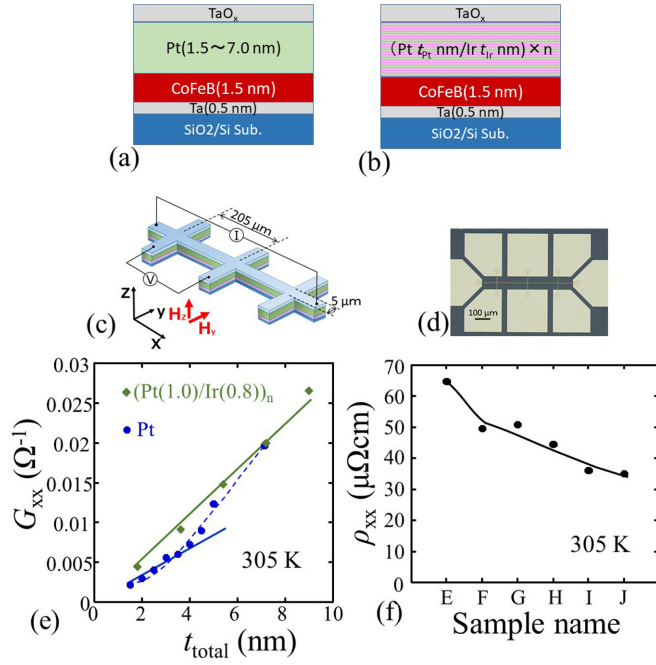 TaOₓ
Pt(1.5~7.0 nm)
CoFeB(1.5 nm)
Ta(0.5 nm)
SiO2/Si Sub.
(a)
TaOₓ
(Pt t_Pt nm/Ir t_Ir nm)×n
CoFeB(1.5 nm)
Ta(0.5 nm)
SiO2/Si Sub.
(b)
205 μm
I
V
5 μm
Z
y
X
Hz
Hy
(c)
100 μm
(d)
(Pt(1.0)/Ir(0.8))ₙ
Pt
305 K
Gxx (Ω⁻¹)
0.03
0.025
0.02
0.015
0.01
0.005
0
0 2 4 6 8 10
t_total (nm)
(e)
ρxx (μΩcm)
70
60
50
40
30
20
10
0
305 K
E F G H I J
Sample name
(f)